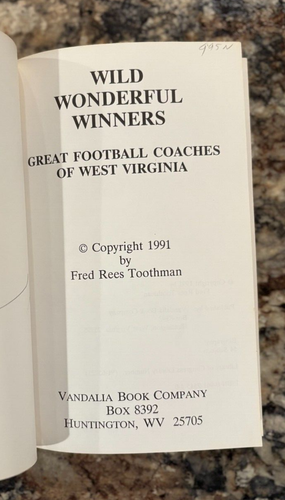 WILD
WONDERFUL
WINNERS
GREAT FOOTBALL COACHES
OF WEST VIRGINIA
© Copyright 1991
by
Fred Rees Toothman
VANDALIA BOOK COMPANY
BOX 8392
HUNTINGTON, WV 25705